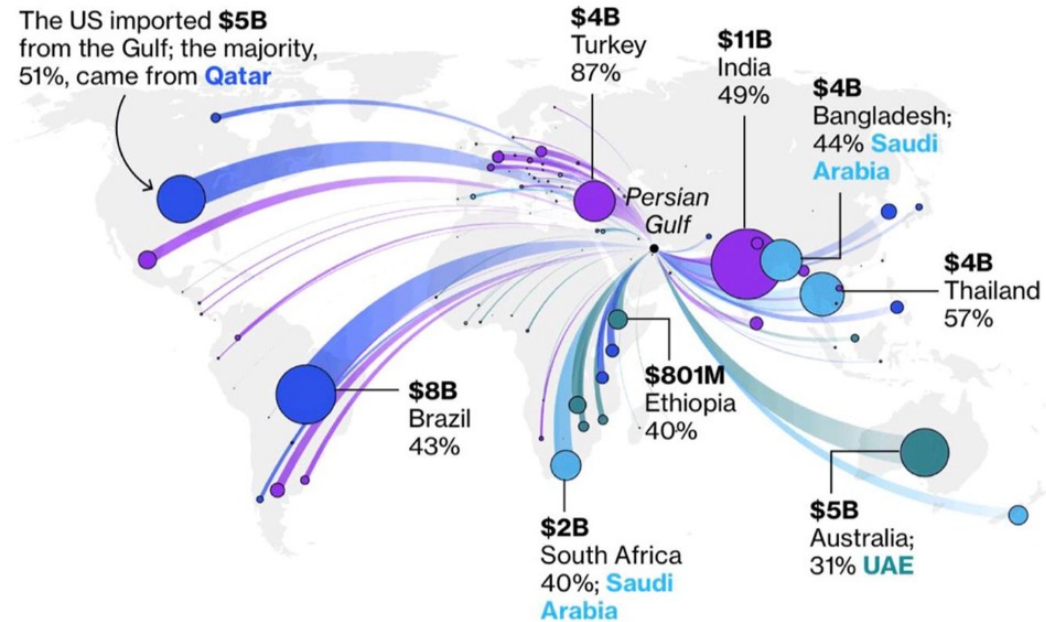 The US imported $5B
from the Gulf; the majority,
51%, came from Qatar
$4B
Turkey
87%
$11B
India
49%
$4B
Bangladesh;
44% Saudi
Arabia
Persian
Gulf
$4B
Thailand
57%
$8B
Brazil
43%
$801M
Ethiopia
40%
$2B
South Africa
40%; Saudi
Arabia
$5B
Australia;
31% UAE